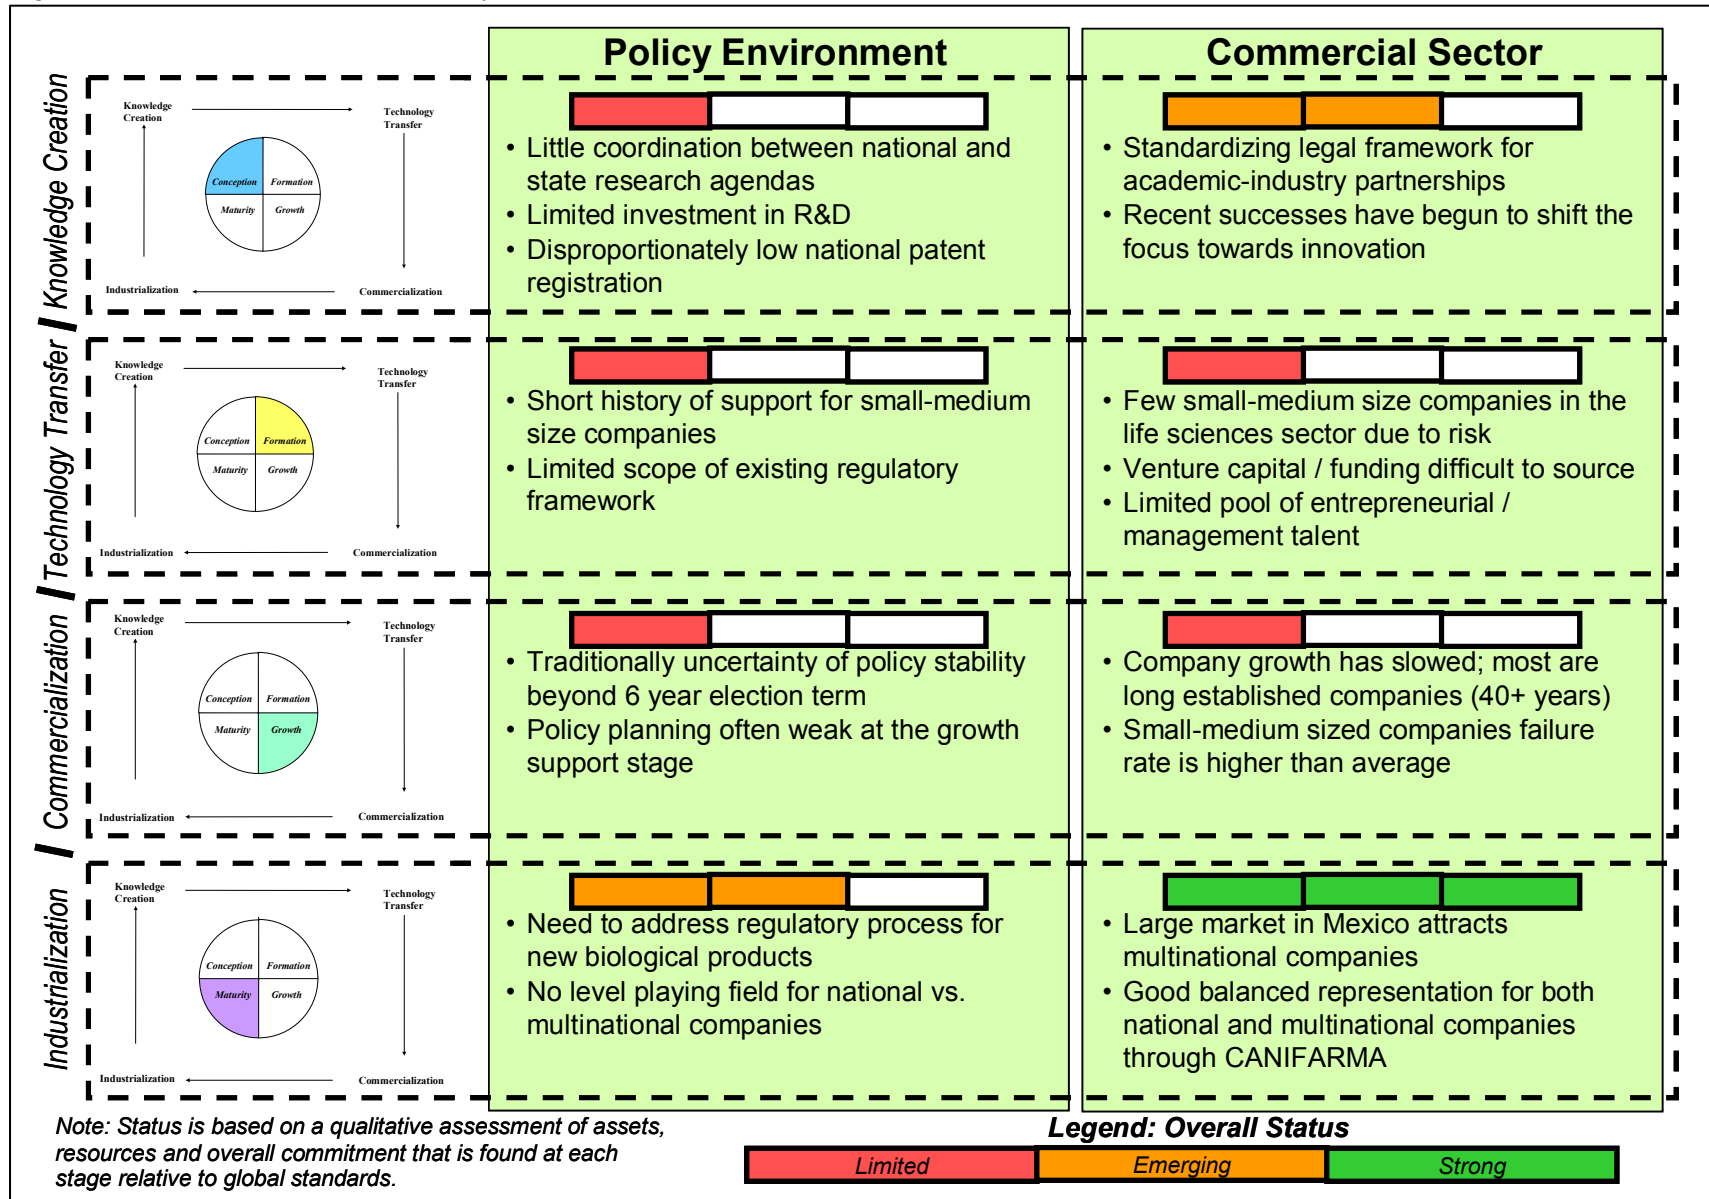 Policy Environment
Commercial Sector
Knowledge Creation
Knowledge
Creation
Technology
Transfer
Conception
Formation
Maturity
Growth
Industrialization
Commercialization
• Little coordination between national and
state research agendas
• Limited investment in R&D
• Disproportionately low national patent
registration
• Standardizing legal framework for
academic-industry partnerships
• Recent successes have begun to shift the
focus towards innovation
Technology Transfer
Knowledge
Creation
Technology
Transfer
Conception
Formation
Maturity
Growth
Industrialization
Commercialization
• Short history of support for small-medium
size companies
• Limited scope of existing regulatory
framework
• Few small-medium size companies in the
life sciences sector due to risk
• Venture capital / funding difficult to source
• Limited pool of entrepreneurial /
management talent
Commercialization
Knowledge
Creation
Technology
Transfer
Conception
Formation
Maturity
Growth
Industrialization
Commercialization
• Traditionally uncertainty of policy stability
beyond 6 year election term
• Policy planning often weak at the growth
support stage
• Company growth has slowed; most are
long established companies (40+ years)
• Small-medium sized companies failure
rate is higher than average
Industrialization
Knowledge
Creation
Technology
Transfer
Conception
Formation
Maturity
Growth
Industrialization
Commercialization
• Need to address regulatory process for
new biological products
• No level playing field for national vs.
multinational companies
• Large market in Mexico attracts
multinational companies
• Good balanced representation for both
national and multinational companies
through CANIFARMA
Note: Status is based on a qualitative assessment of assets,
resources and overall commitment that is found at each
stage relative to global standards.
Legend: Overall Status
Limited
Emerging
Strong